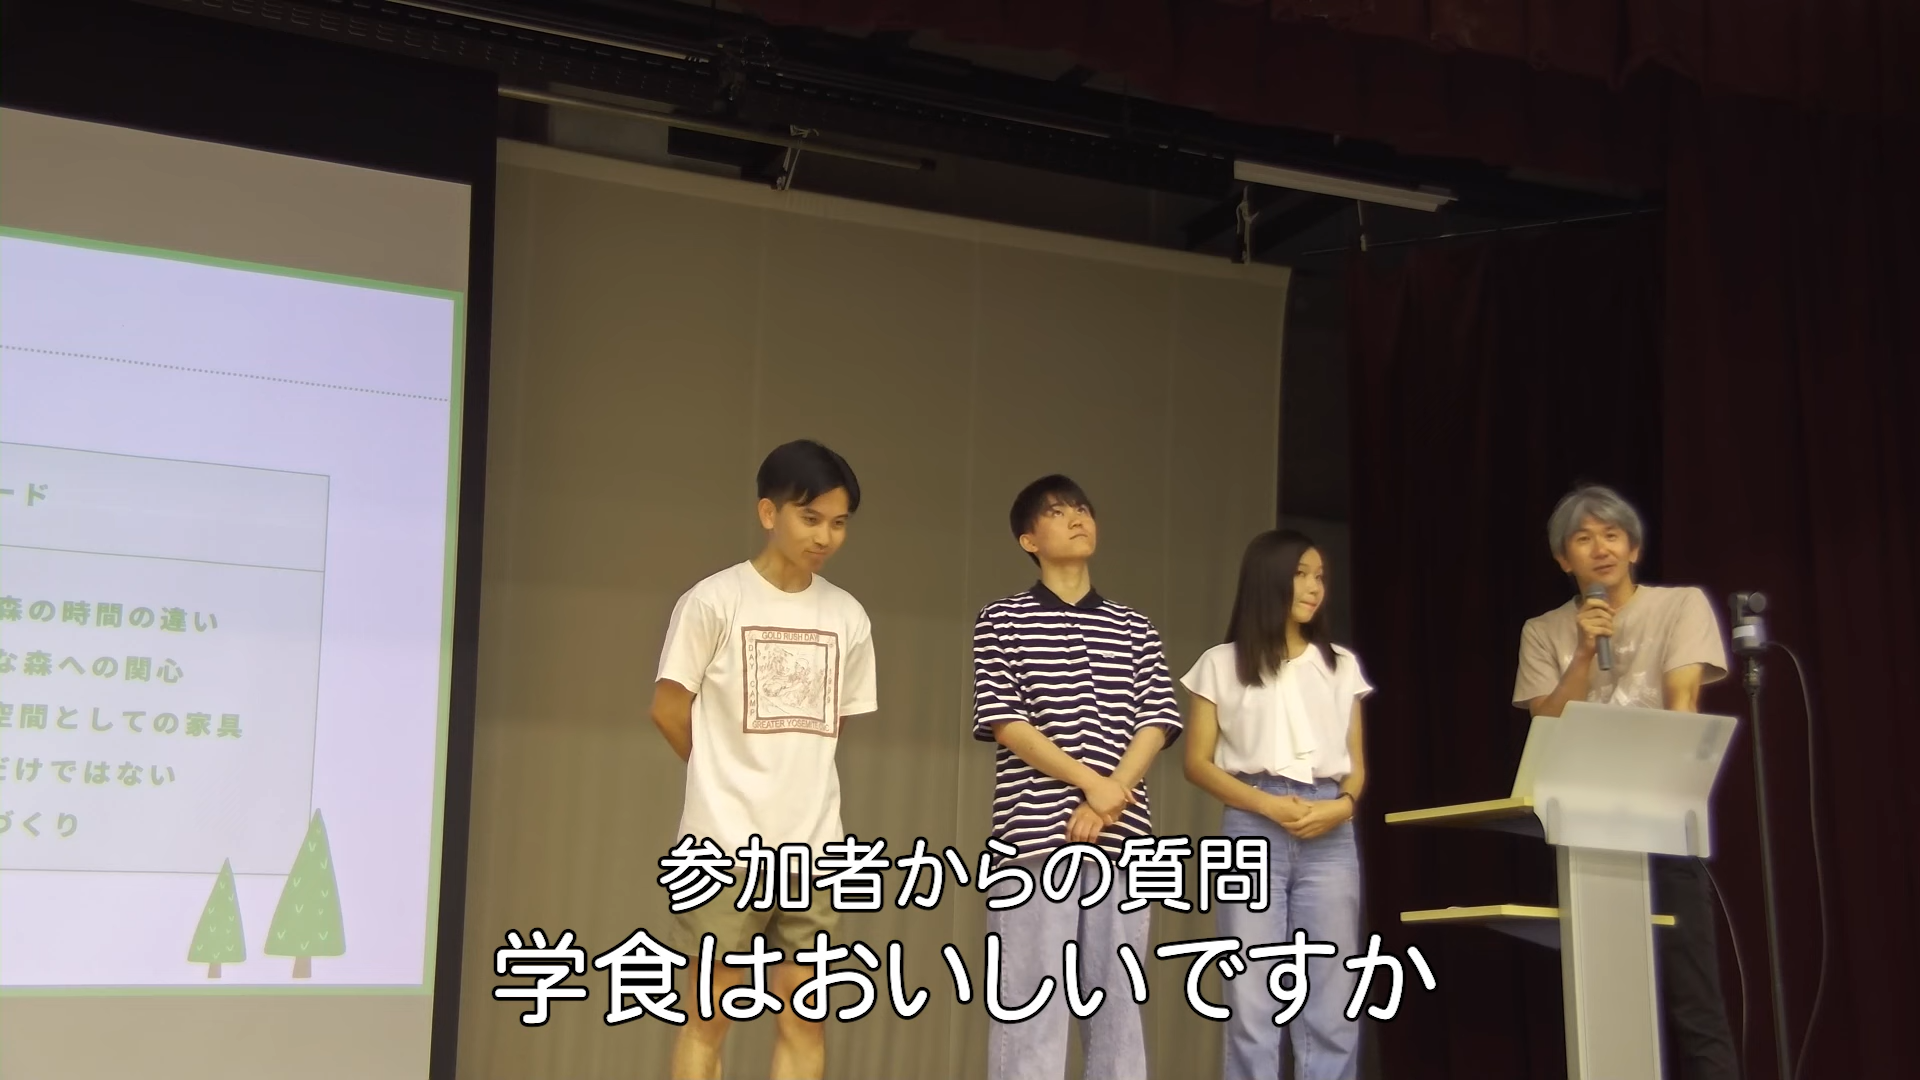 ード
森の時間の違い
な森への関心
空間としての家具
だけではない
づくり
GOLD RUSH DAY
DAY CAMP
GREATER YOSEMITE
参加者からの質問
学食はおいしいですか